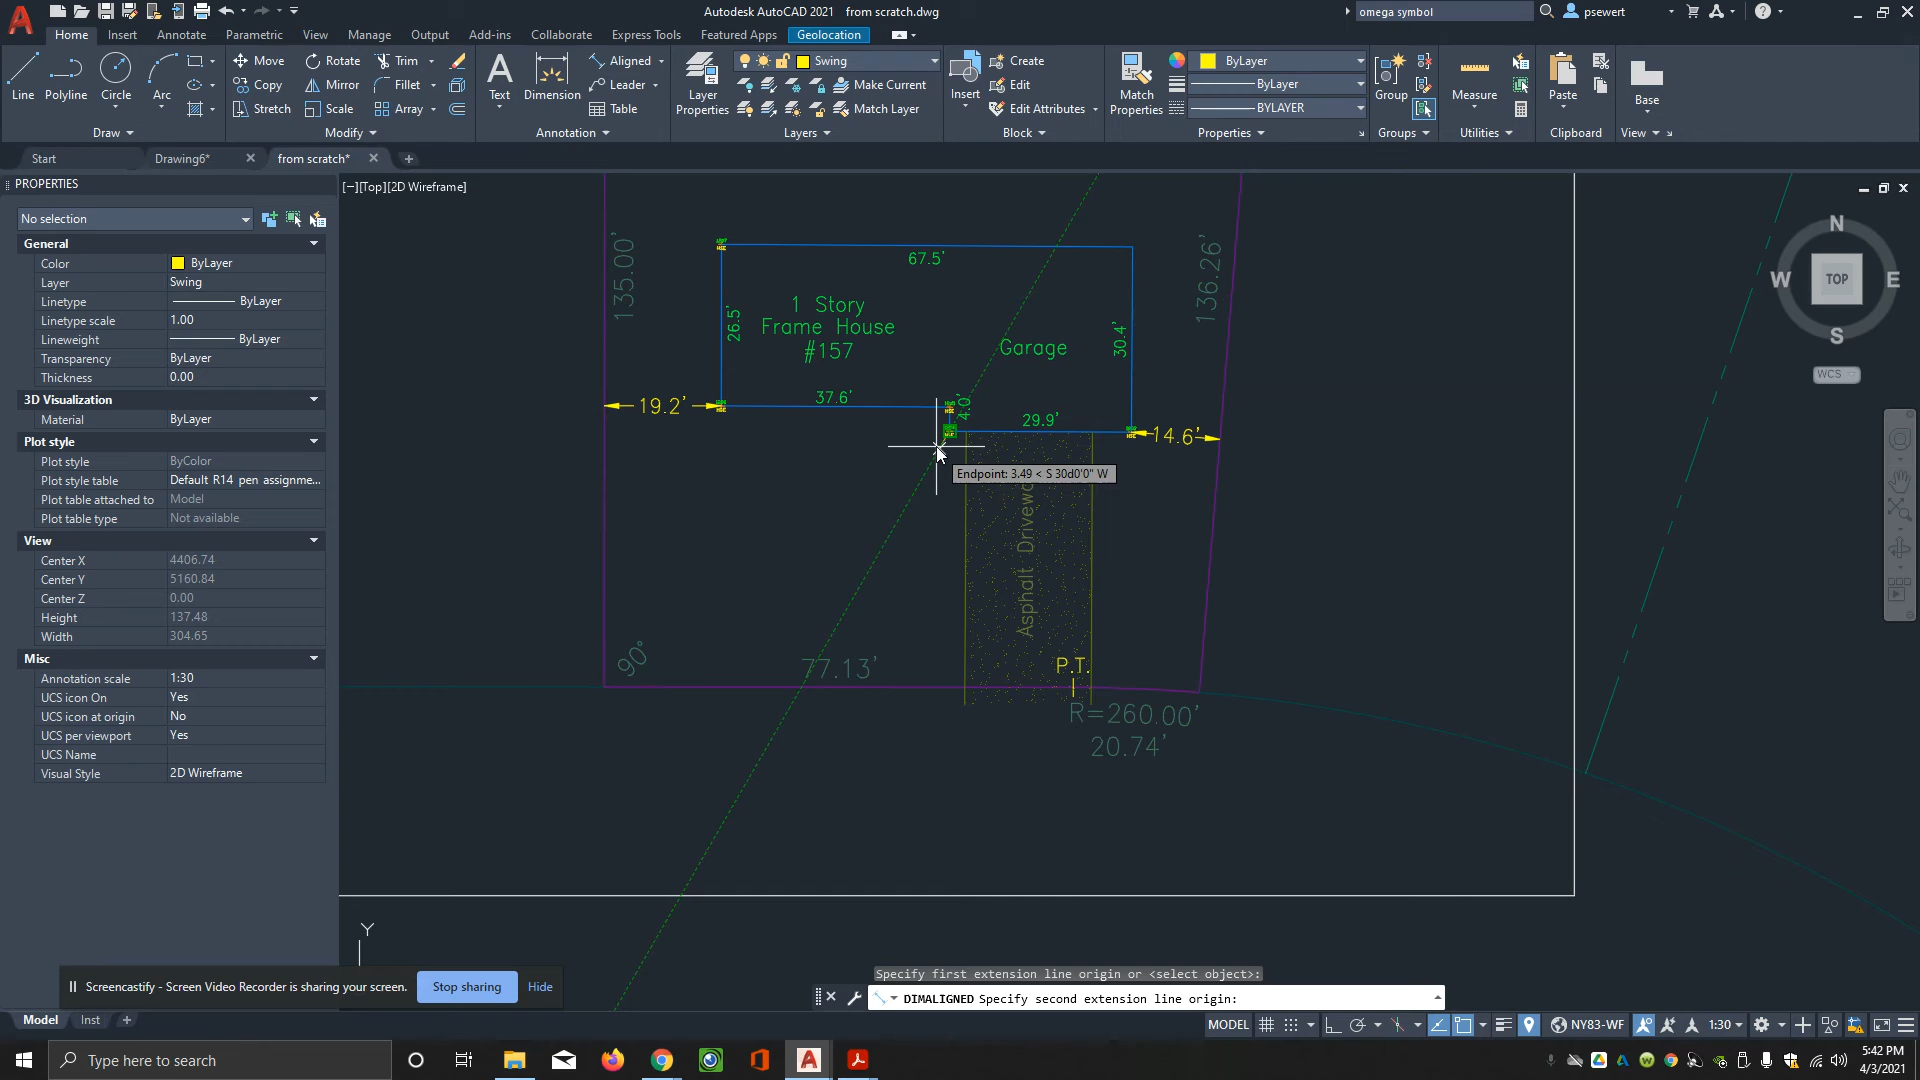 Autodesk AutoCAD 2021 from scratch.dwg
omega symbol
psewert
Home Insert Annotate Parametric View Manage Output Add-ins Collaborate Express Tools Featured Apps Geolocation
Line Polyline Circle Arc
Move Rotate Trim
Copy Mirror Fillet
Stretch Scale Array
Text Dimension
Aligned
Leader
Table
Layer Properties
Swing
Make Current
Match Layer
Insert
Create
Edit
Edit Attributes
Match Properties
ByLayer
ByLayer
BYLAYER
Group
Measure
Paste
Base
Draw Modify Annotation Layers Block Properties Groups Utilities Clipboard View
Start Drawing6* from scratch*
PROPERTIES
No selection
General
Color ByLayer
Layer Swing
Linetype ByLayer
Linetype scale 1.00
Lineweight ByLayer
Transparency ByLayer
Thickness 0.00
3D Visualization
Material ByLayer
Plot style
Plot style ByColor
Plot style table Default R14 pen assignme...
Plot table attached to Model
Plot table type Not available
View
Center X 4406.74
Center Y 5160.84
Center Z 0.00
Height 137.48
Width 304.65
Misc
Annotation scale 1:30
UCS icon On Yes
UCS icon at origin No
UCS per viewport Yes
UCS Name
Visual Style 2D Wireframe
[−][Top][2D Wireframe]
N
W TOP E
S
WCS
135.00'
67.5'
136.26'
26.5'
1 Story
Frame House
#157
Garage
30.4'
19.2'
37.6'
4.0'
29.9'
14.6'
Endpoint: 3.49 < S 30d0'0" W
Asphalt Driveway
90°
77.13'
P.T.
R=260.00'
20.74'
Y
Screencastify - Screen Video Recorder is sharing your screen. Stop sharing Hide
Specify first extension line origin or <select object>:
DIMALIGNED Specify second extension line origin:
Model Inst
MODEL NY83-WF 1:30
Type here to search
5:42 PM
4/3/2021